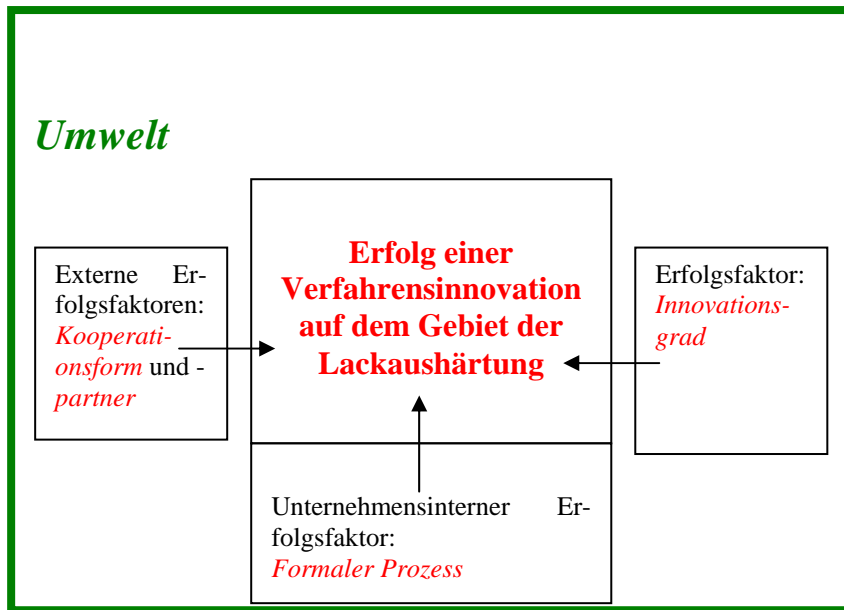 Umwelt
Externe Er-
folgsfaktoren:
Kooperati-
onsform und -
partner
Erfolg einer
Verfahrensinnovation
auf dem Gebiet der
Lackaushärtung
Erfolgsfaktor:
Innovations-
grad
Unternehmensinterner Er-
folgsfaktor:
Formaler Prozess